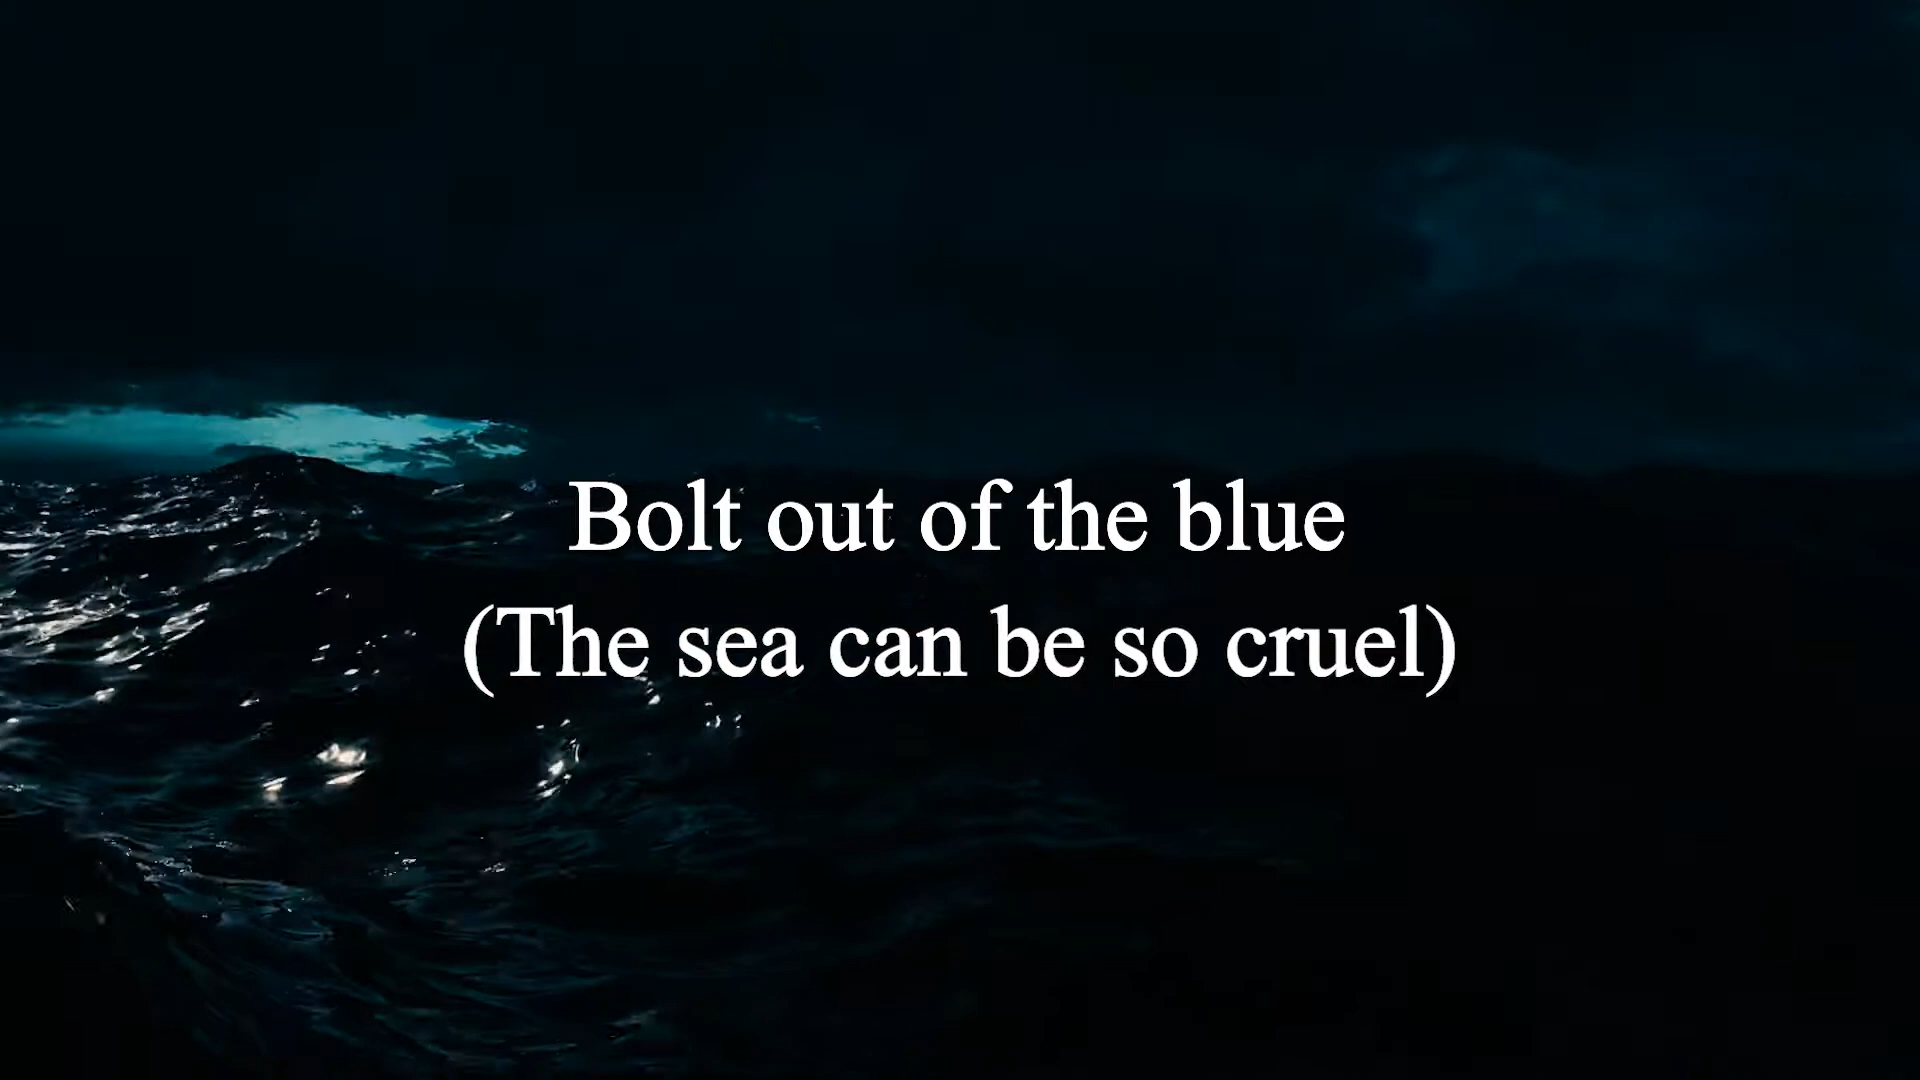 Bolt out of the blue
(The sea can be so cruel)